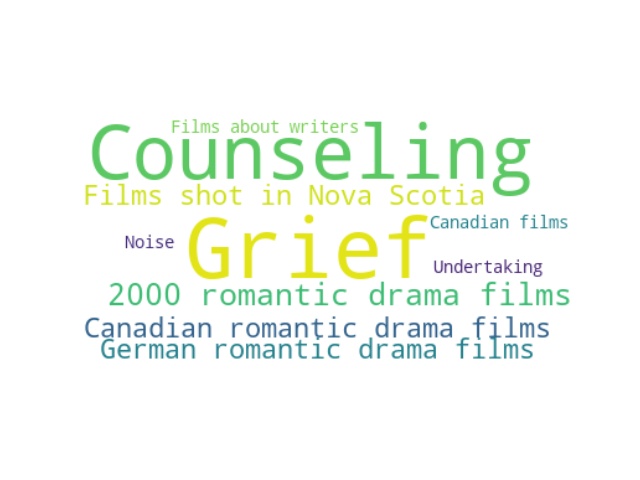 Films about writers
Counseling
Films shot in Nova Scotia
Canadian films
Noise
Grief
Undertaking
2000 romantic drama films
Canadian romantic drama films
German romantic drama films